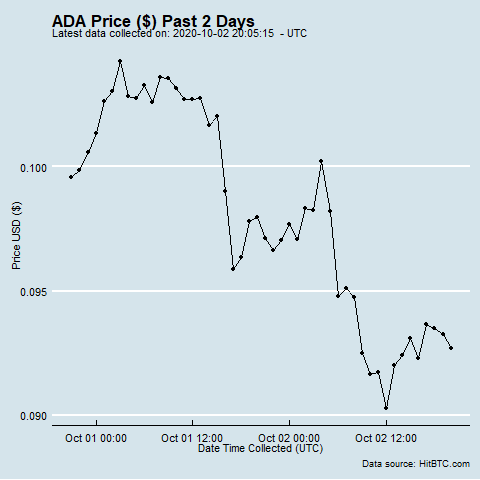 ADA Price ($) Past 2 Days
Latest data collected on: 2020-10-02 20:05:15 - UTC
0.100
0.095
0.090
Price USD ($)
Oct 01 00:00 Oct 01 12:00 Oct 02 00:00 Oct 02 12:00
Date Time Collected (UTC)
Data source: HitBTC.com